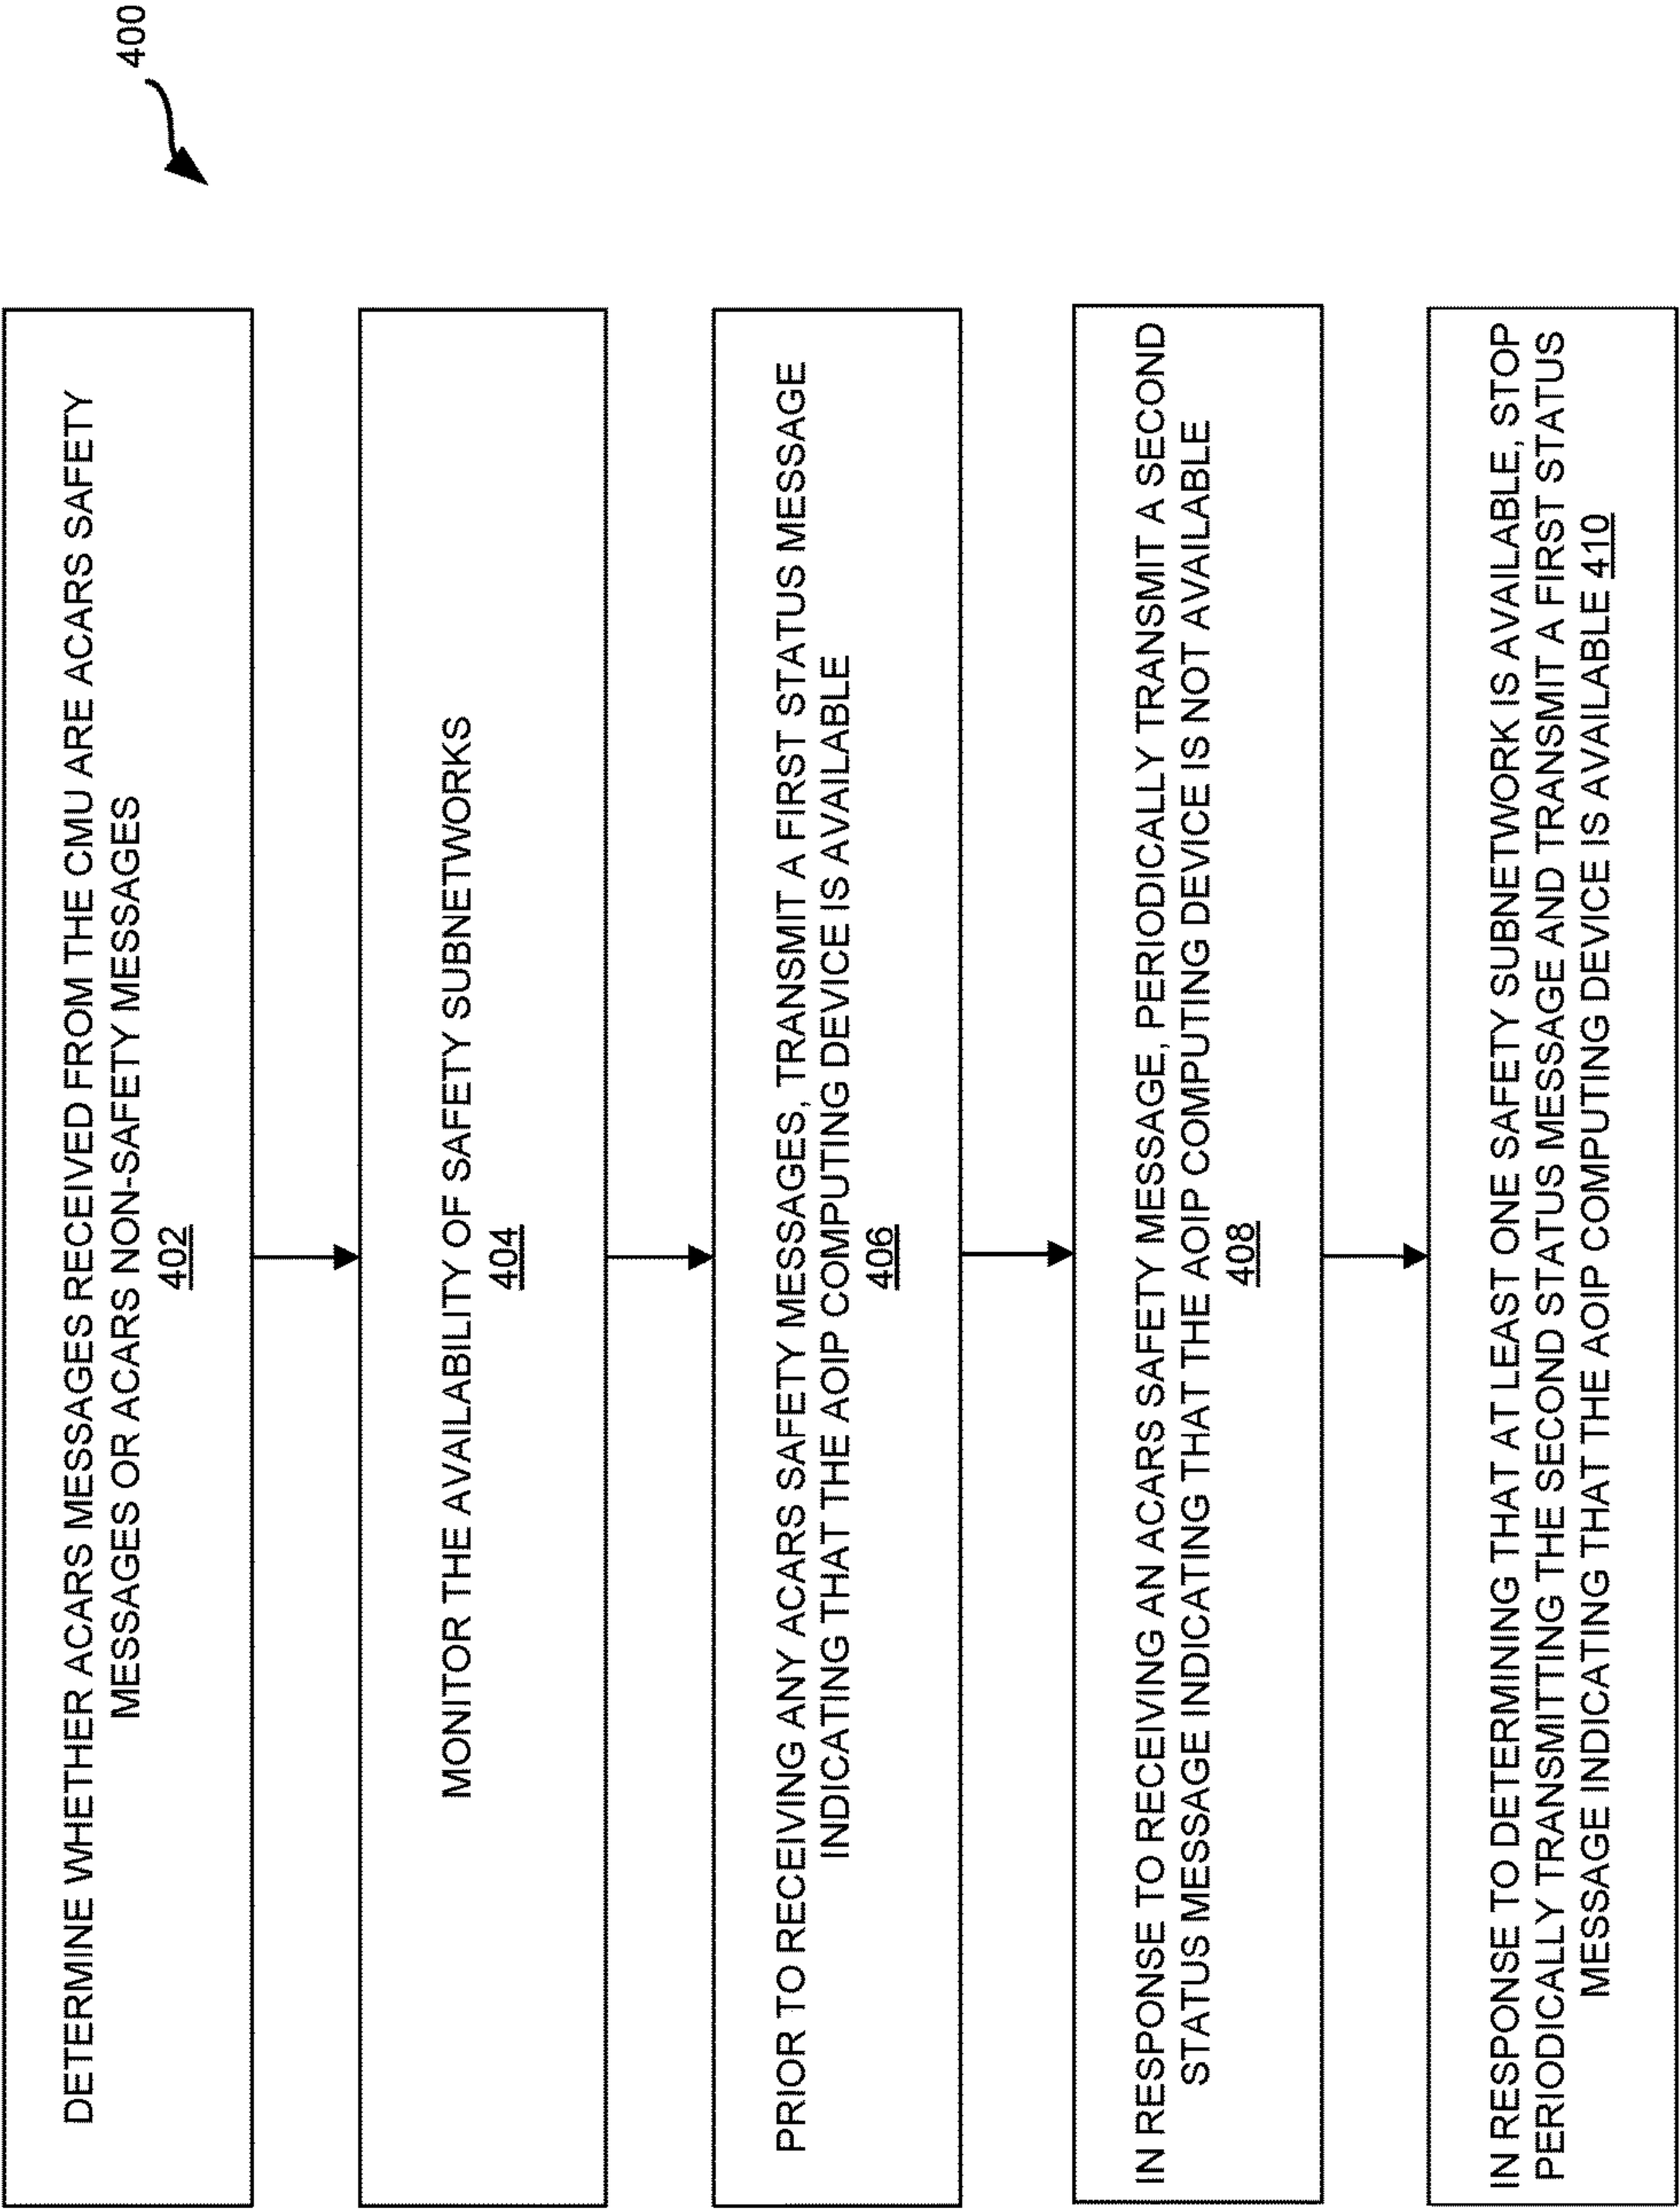 400
DETERMINE WHETHER ACARS MESSAGES RECEIVED FROM THE CMU ARE ACARS SAFETY
MESSAGES OR ACARS NON-SAFETY MESSAGES
402
MONITOR THE AVAILABILITY OF SAFETY SUBNETWORKS
404
PRIOR TO RECEIVING ANY ACARS SAFETY MESSAGES, TRANSMIT A FIRST STATUS MESSAGE
INDICATING THAT THE AOIP COMPUTING DEVICE IS AVAILABLE
406
IN RESPONSE TO RECEIVING AN ACARS SAFETY MESSAGE, PERIODICALLY TRANSMIT A SECOND
STATUS MESSAGE INDICATING THAT THE AOIP COMPUTING DEVICE IS NOT AVAILABLE
408
IN RESPONSE TO DETERMINING THAT AT LEAST ONE SAFETY SUBNETWORK IS AVAILABLE, STOP
PERIODICALLY TRANSMITTING THE SECOND STATUS MESSAGE AND TRANSMIT A FIRST STATUS
MESSAGE INDICATING THAT THE AOIP COMPUTING DEVICE IS AVAILABLE 410